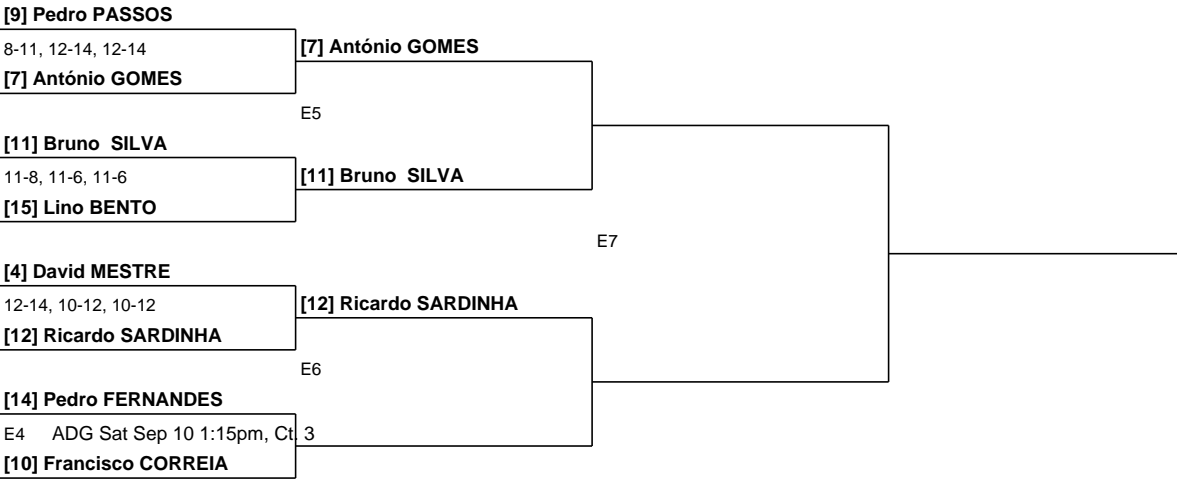 [9] Pedro PASSOS
8-11, 12-14, 12-14
[7] António GOMES
[7] António GOMES
E5
[11] Bruno  SILVA
11-8, 11-6, 11-6
[11] Bruno  SILVA
[15] Lino BENTO
E7
[4] David MESTRE
12-14, 10-12, 10-12
[12] Ricardo SARDINHA
[12] Ricardo SARDINHA
E6
[14] Pedro FERNANDES
E4 ADG Sat Sep 10 1:15pm, Ct. 3
[10] Francisco CORREIA